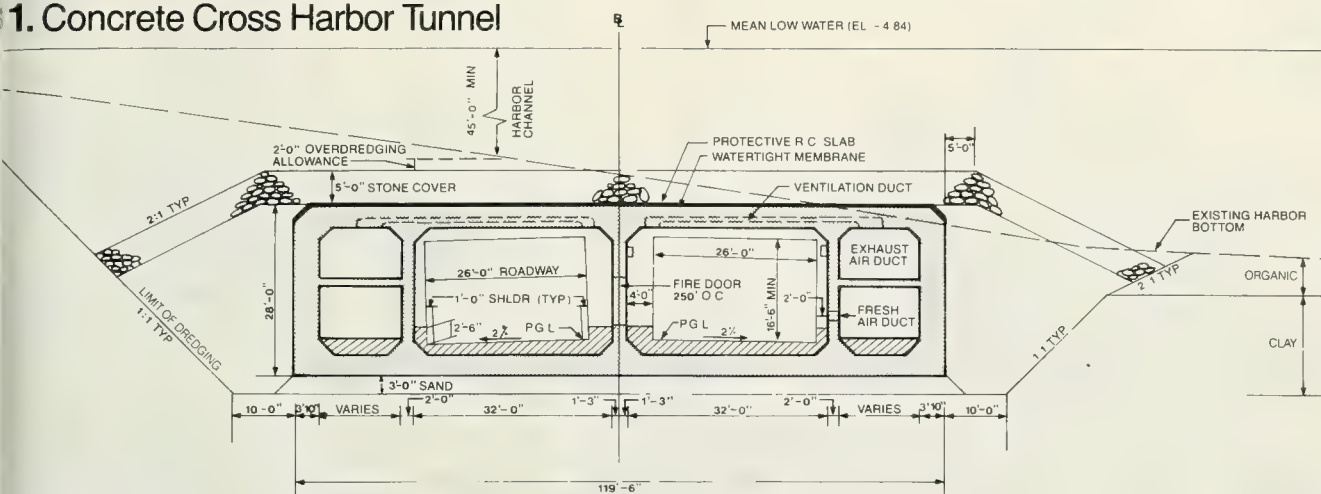 1. Concrete Cross Harbor Tunnel
MEAN LOW WATER (EL - 4 84)
45'-0" MIN
HARBOR
CHANNEL
2'-0" OVERDREDGING
ALLOWANCE
5'-0" STONE COVER
PROTECTIVE R C SLAB
WATERTIGHT MEMBRANE
VENTILATION DUCT
5'-0"
2:1 TYP
EXISTING HARBOR
BOTTOM
ORGANIC
CLAY
LIMIT OF DREDGING
1:1 TYP
28'-0"
26'-0" ROADWAY
1'-0" SHLDR (TYP)
2'-6"
2%
PG L
FIRE DOOR
250' O C
4'-0"
26'-0"
16'-6" MIN
2'-0"
PG L
2%
EXHAUST
AIR DUCT
FRESH
AIR DUCT
2:1 TYP
1:1 TYP
3'-0" SAND
10'-0"
3'10"
VARIES
2'-0"
32'-0"
1'-3"
1'-3"
32'-0"
2'-0"
VARIES
3'10"
10'-0"
119'-6"